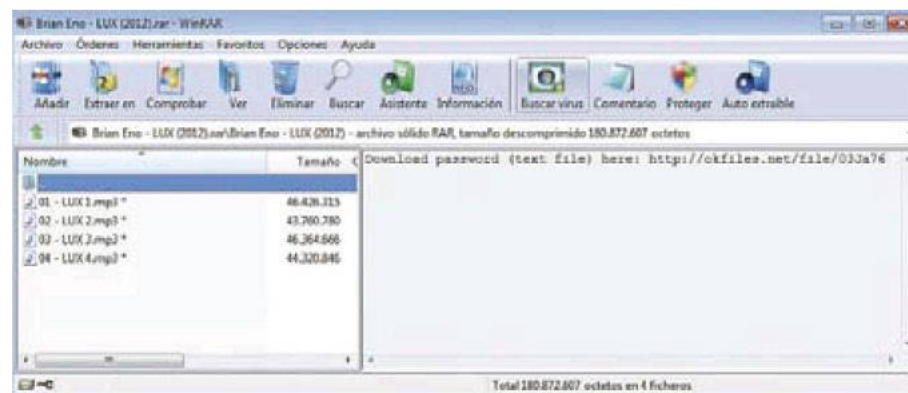 Brian Eno - LUX (2012).rar - WinRAR
Archivo Órdenes Herramientas Favoritos Opciones Ayuda
Añadir Extraer en Comprobar Ver Eliminar Buscar Asistente Información Buscar virus Comentario Proteger Auto extraíble
Brian Eno - LUX (2012).rar\Brian Eno - LUX (2012) - archivo sólido RAR, tamaño descomprimido 180.872.607 octetos
Nombre Tamaño
Download password (text file) here: http://okfiles.net/file/03Ja76
01 - LUX 1.mp3 * 46.426.315
02 - LUX 2.mp3 * 43.760.780
03 - LUX 3.mp3 * 46.364.666
04 - LUX 4.mp3 * 44.320.846
Total 180.872.607 octetos en 4 ficheros